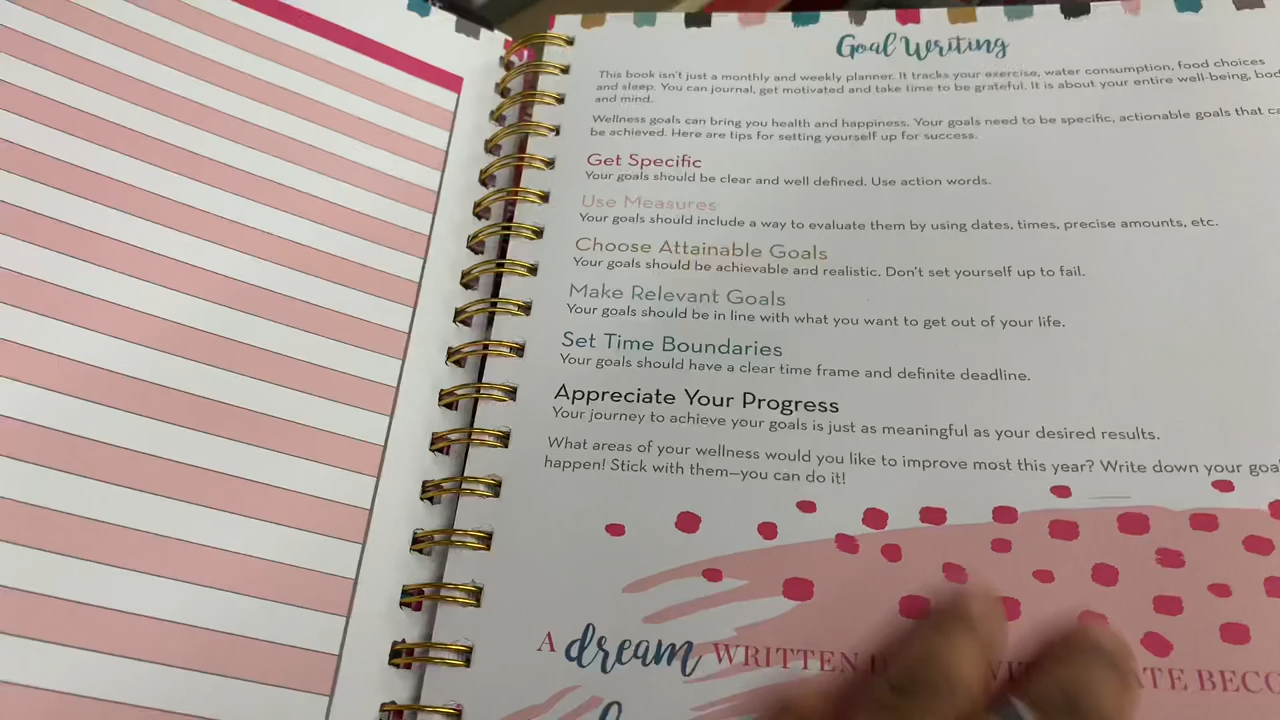 Goal Writing
This book isn't just a monthly and weekly planner. It tracks your exercise, water consumption, food choices
and sleep. You can journal, get motivated and take time to be grateful. It is about your entire well-being,
and mind.
Wellness goals can bring you health and happiness. Your goals need to be specific, actionable goals that
be achieved. Here are tips for setting yourself up for success.
Get Specific
Your goals should be clear and well defined. Use action words.
Use Measures
Your goals should include a way to evaluate them by using dates, times, precise amounts, etc.
Choose Attainable Goals
Your goals should be achievable and realistic. Don't set yourself up to fail.
Make Relevant Goals
Your goals should be in line with what you want to get out of your life.
Set Time Boundaries
Your goals should have a clear time frame and definite deadline.
Appreciate Your Progress
Your journey to achieve your goals is just as meaningful as your desired results.
What areas of your wellness would you like to improve most this year? Write down your
happen! Stick with them—you can do it!
A dream WRITTEN